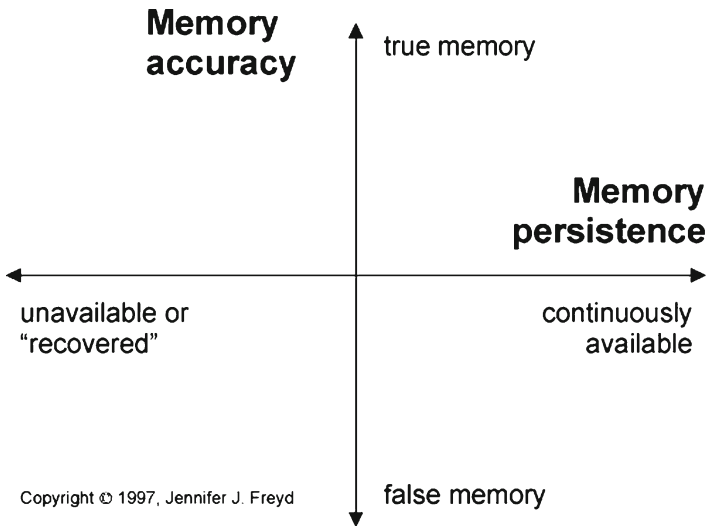 Memory
accuracy
true memory
Memory
persistence
unavailable or
“recovered”
continuously
available
Copyright © 1997, Jennifer J. Freyd
false memory